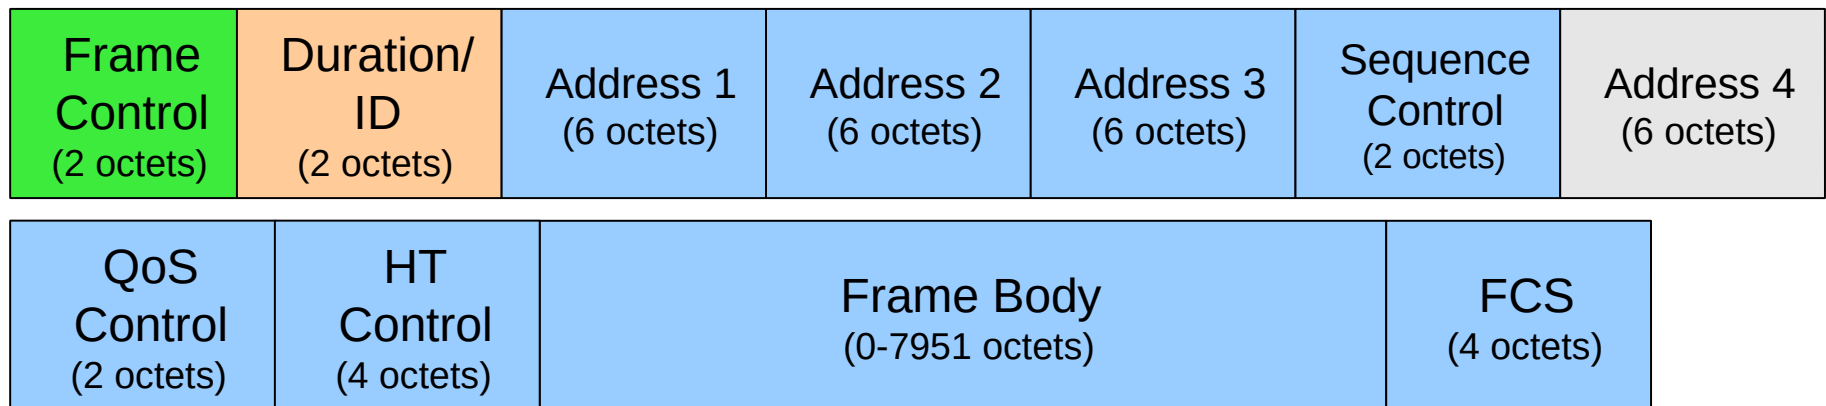 Frame
Control
(2 octets)
Duration/
ID
(2 octets)
Address 1
(6 octets)
Address 2
(6 octets)
Address 3
(6 octets)
Sequence
Control
(2 octets)
Address 4
(6 octets)
QoS
Control
(2 octets)
HT
Control
(4 octets)
Frame Body
(0-7951 octets)
FCS
(4 octets)